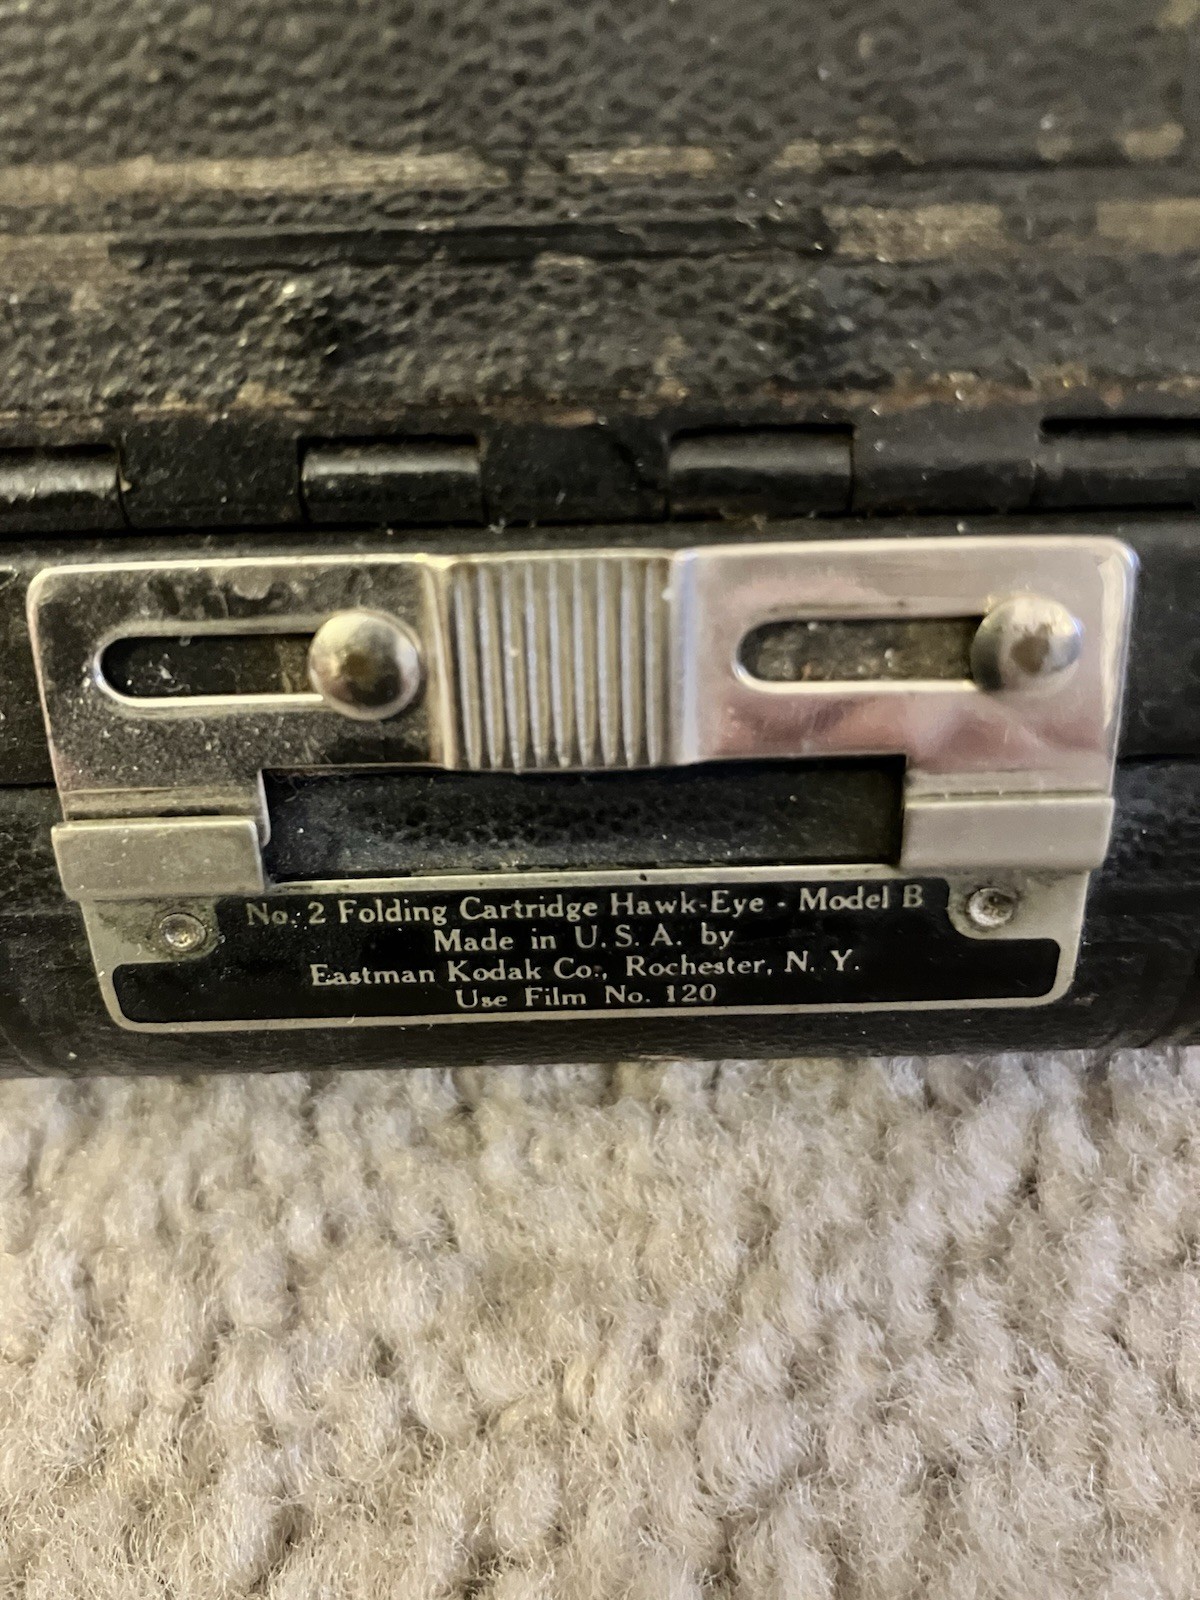 No. 2 Folding Cartridge Hawk-Eye - Model B
Made in U. S. A. by
Eastman Kodak Co., Rochester, N. Y.
Use Film No. 120